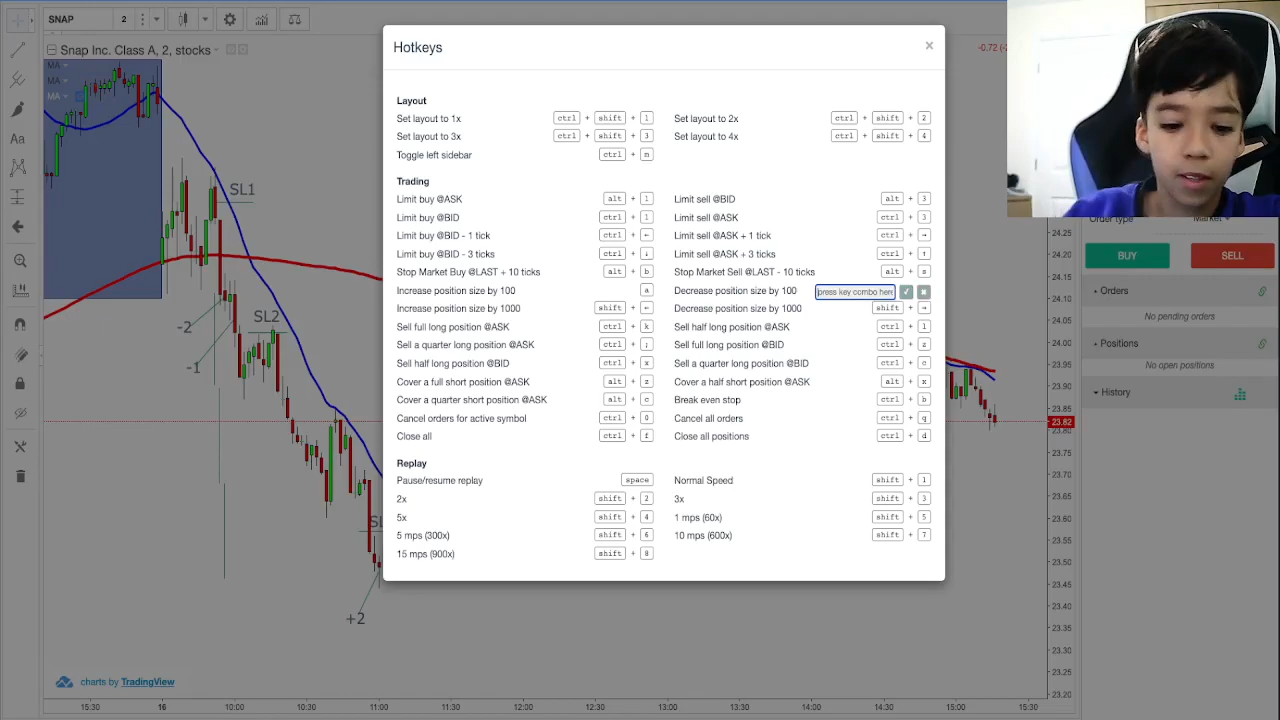 SNAP 2
Hotkeys ×
Snap Inc. Class A, 2, stocks
-0.72
MA
MA
MA
Layout
Set layout to 1x ctrl + shift + 1 Set layout to 2x ctrl + shift + 2
Set layout to 3x ctrl + shift + 3 Set layout to 4x ctrl + shift + 4
Toggle left sidebar ctrl + m
Trading
Limit buy @ASK alt + 1 Limit sell @BID alt + 3
Limit buy @BID ctrl + 1 Limit sell @ASK ctrl + 3
Limit buy @BID - 1 tick ctrl + ← Limit sell @ASK + 1 tick ctrl + →
Limit buy @BID - 3 ticks ctrl + ↓ Limit sell @ASK + 3 ticks ctrl + ↑
Stop Market Buy @LAST + 10 ticks alt + b Stop Market Sell @LAST - 10 ticks alt + s
Increase position size by 100 a Decrease position size by 100 press key combo here
Increase position size by 1000 shift + ← Decrease position size by 1000 shift + →
Sell full long position @ASK ctrl + k Sell half long position @ASK ctrl + l
Sell a quarter long position @ASK ctrl + ; Sell full long position @BID ctrl + z
Sell half long position @BID ctrl + x Sell a quarter long position @BID ctrl + c
Cover a full short position @ASK alt + z Cover a half short position @ASK alt + x
Cover a quarter short position @ASK alt + c Break even stop ctrl + b
Cancel orders for active symbol ctrl + 0 Cancel all orders ctrl + q
Close all ctrl + f Close all positions ctrl + d
Replay
Pause/resume replay space Normal Speed shift + 1
2x shift + 2 3x shift + 3
5x shift + 4 1 mps (60x) shift + 5
5 mps (300x) shift + 6 10 mps (600x) shift + 7
15 mps (900x) shift + 8
SL1
-2
SL2
-1
SL
+2
Order type Market
BUY SELL
Orders
No pending orders
Positions
No open positions
History
24.25
24.20
24.15
24.10
24.05
24.00
23.95
23.90
23.85
23.82
23.80
23.75
23.70
23.65
23.60
23.55
23.50
23.45
23.40
23.35
23.30
23.25
23.20
charts by TradingView
15:30 16 10:00 10:30 11:00 11:30 12:00 12:30 13:00 13:30 14:00 14:30 15:00 15:30